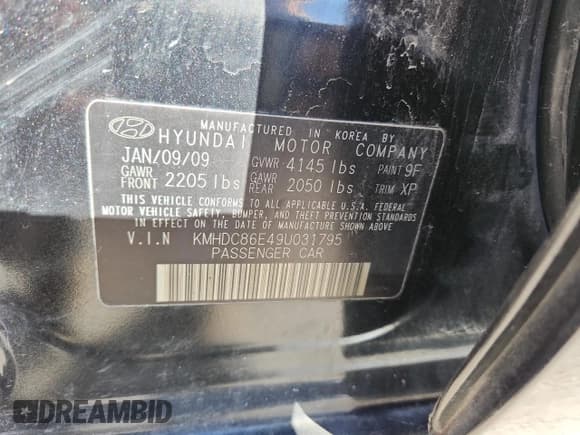 MANUFACTURED IN KOREA BY
HYUNDAI MOTOR COMPANY
JAN/09/09 GVWR 4145 lbs PAINT 9F
GAWR FRONT 2205 lbs GAWR REAR 2050 lbs TRIM XP
THIS VEHICLE CONFORMS TO ALL APPLICABLE U.S.A. FEDERAL
MOTOR VEHICLE SAFETY, BUMPER, AND THEFT PREVENTION STANDARDS
IN EFFECT ON THE DATE OF MANUFACTURE SHOWN ABOVE.
V.I.N KMHDC86E49U031795
PASSENGER CAR
DREAMBID